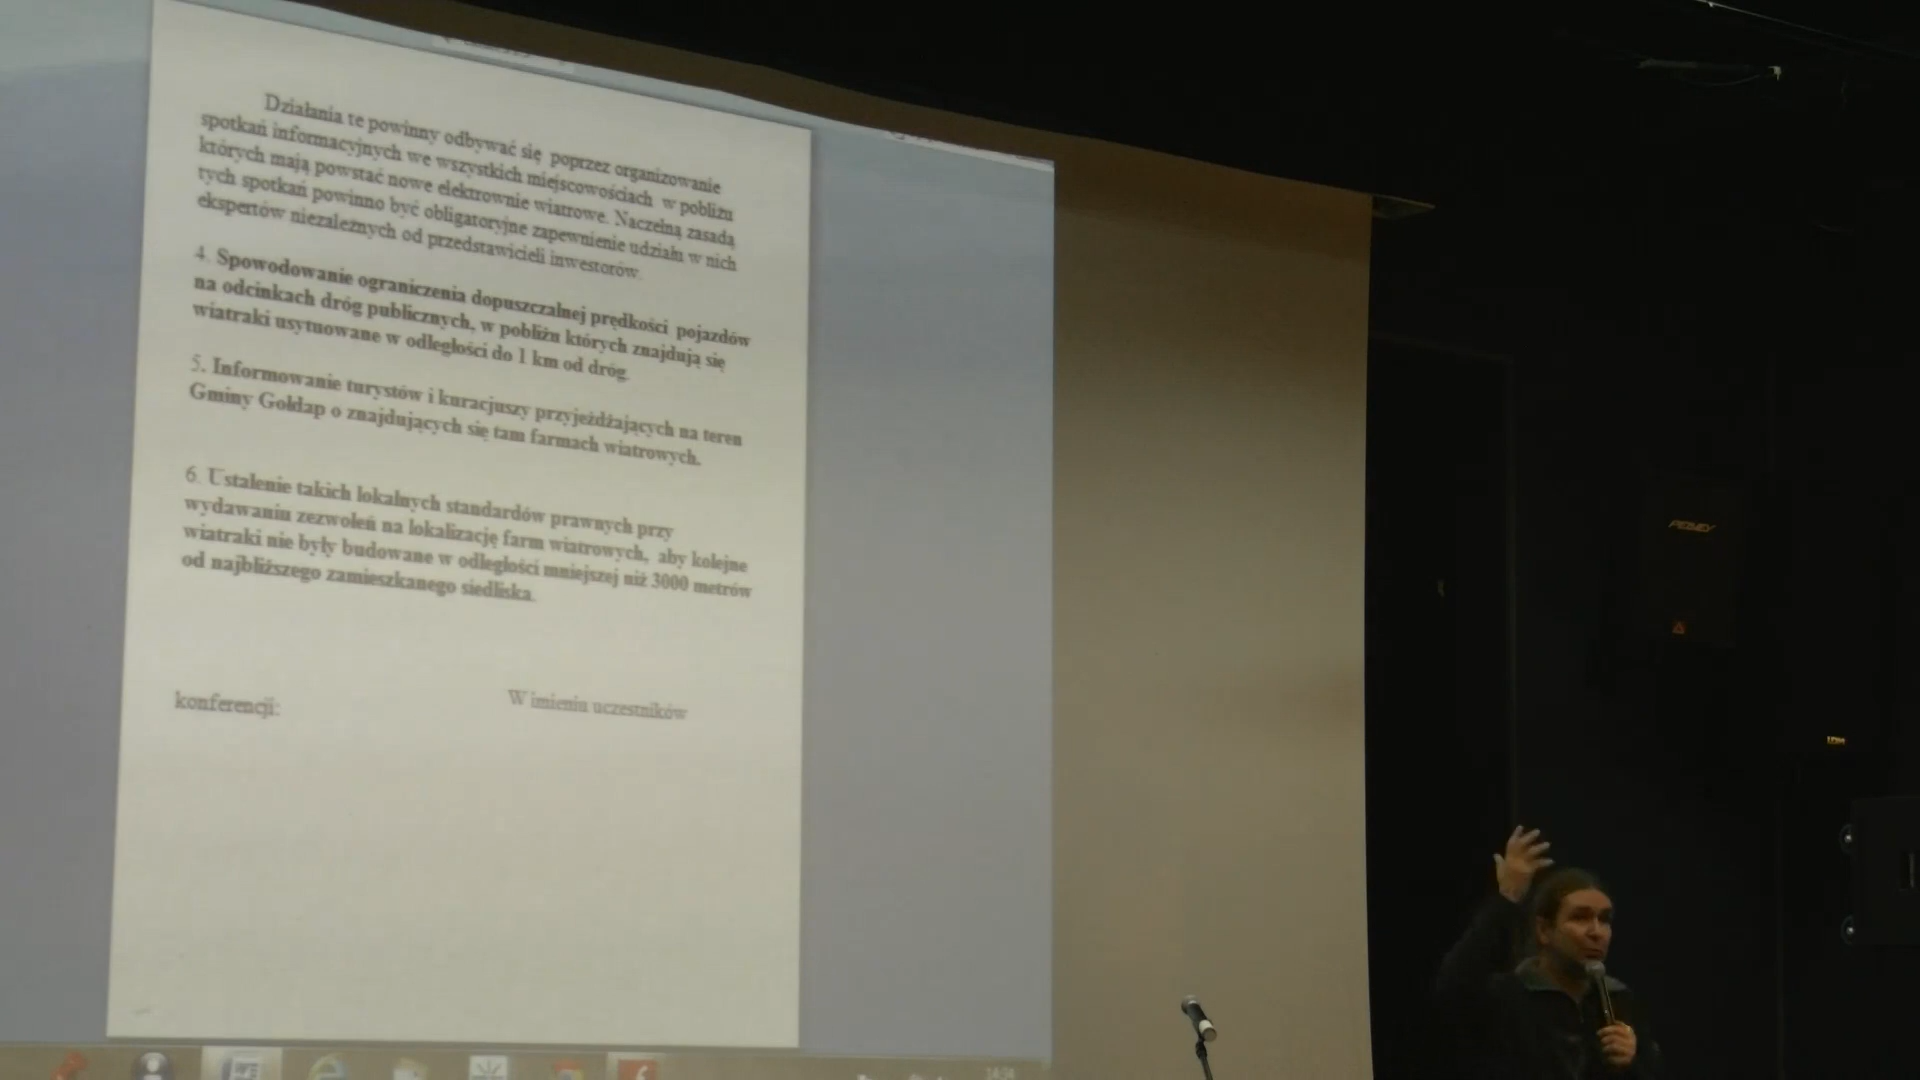 Działania te powinny odbywać się poprzez organizowanie
spotkań informacyjnych we wszystkich miejscowościach w pobliżu
których mają powstać nowe elektrownie wiatrowe. Naczelną zasadą
tych spotkań powinno być obligatoryjne zapewnienie udziału w nich
ekspertów niezależnych od przedstawicieli inwestorów.
4. Spowodowanie ograniczenia dopuszczalnej prędkości pojazdów
na odcinkach dróg publicznych, w pobliżu których znajdują się
wiatraki usytuowane w odległości do 1 km od dróg.
5. Informowanie turystów i kuracjuszy przyjeżdżających na teren
Gminy Gołdap o znajdujących się tam farmach wiatrowych.
6. Ustalenie takich lokalnych standardów prawnych przy
wydawaniu zezwoleń na lokalizację farm wiatrowych, aby kolejne
wiatraki nie były budowane w odległości mniejszej niż 3000 metrów
od najbliższego zamieszkanego siedliska.
W imieniu uczestników
konferencji:
PEAVEY